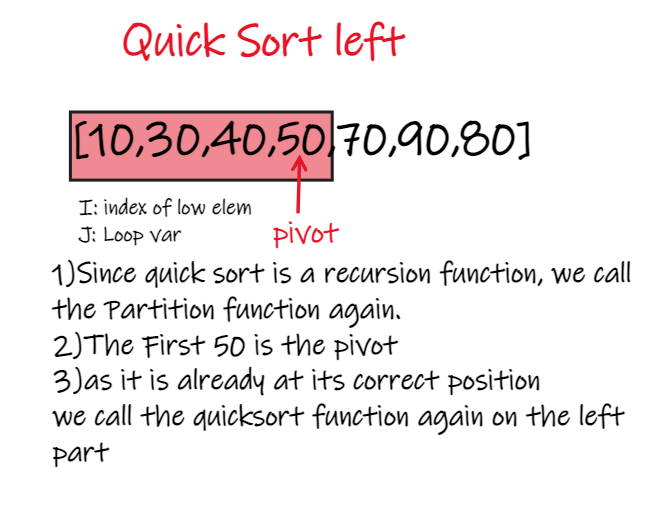 Quick Sort left
[10,30,40,50,70,90,80]
I: index of low elem
J: Loop var
pivot
1)Since quick sort is a recursion function, we call
the Partition function again.
2)The First 50 is the pivot
3)as it is already at its correct position
we call the quicksort function again on the left
part